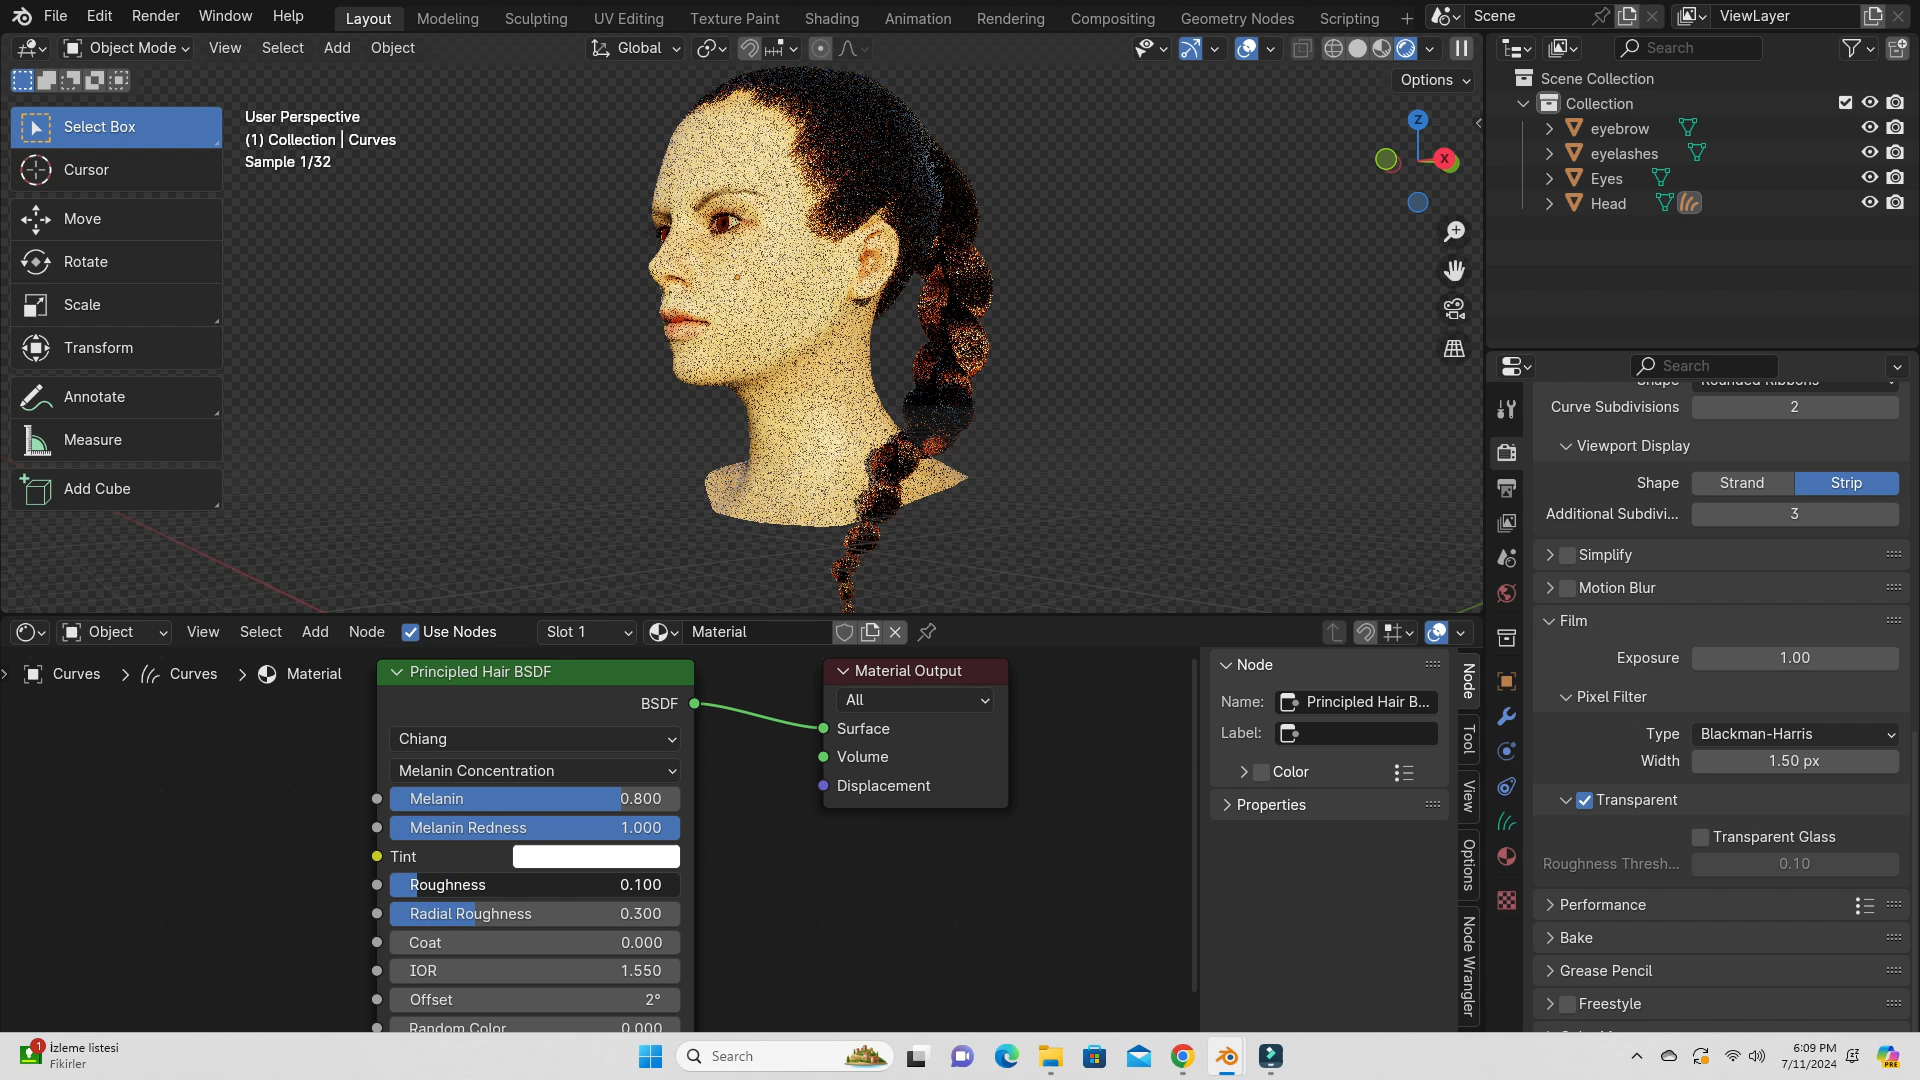 File Edit Render Window Help Layout Modeling Sculpting UV Editing Texture Paint Shading Animation Rendering Compositing Geometry Nodes Scripting + Scene ViewLayer
Object Mode View Select Add Object Global Search
Options
Scene Collection
Collection
eyebrow
eyelashes
Eyes
Head
Select Box
Cursor
Move
Rotate
Scale
Transform
Annotate
Measure
Add Cube
User Perspective
(1) Collection | Curves
Sample 1/32
Z
X
Search
Shape Rounded Ribbons
Curve Subdivisions 2
Viewport Display
Shape Strand Strip
Additional Subdivi... 3
Simplify
Motion Blur
Film
Exposure 1.00
Pixel Filter
Type Blackman-Harris
Width 1.50 px
Transparent
Transparent Glass
Roughness Thresh... 0.10
Performance
Bake
Grease Pencil
Freestyle
Object View Select Add Node Use Nodes Slot 1 Material
Curves Curves Material
Principled Hair BSDF
BSDF
Chiang
Melanin Concentration
Melanin 0.800
Melanin Redness 1.000
Tint
Roughness 0.100
Radial Roughness 0.300
Coat 0.000
IOR 1.550
Offset 2°
Random Color 0.000
Material Output
All
Surface
Volume
Displacement
Node
Name: Principled Hair B...
Label:
Color
Properties
Node
Tool
View
Options
Node Wrangler
1
İzleme listesi
Fikirler
Search
6:09 PM
7/11/2024
PRE